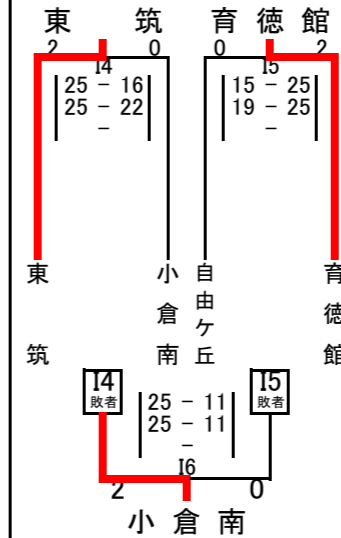 東筑 育徳館
2 0 0 2
I4 I5
25 - 16 15 - 25
25 - 22 19 - 25
- -
東筑 小倉南 自由ケ丘 育徳館
I4 敗者 I5 敗者
25 - 11
25 - 11
-
I6
2 0
小倉南